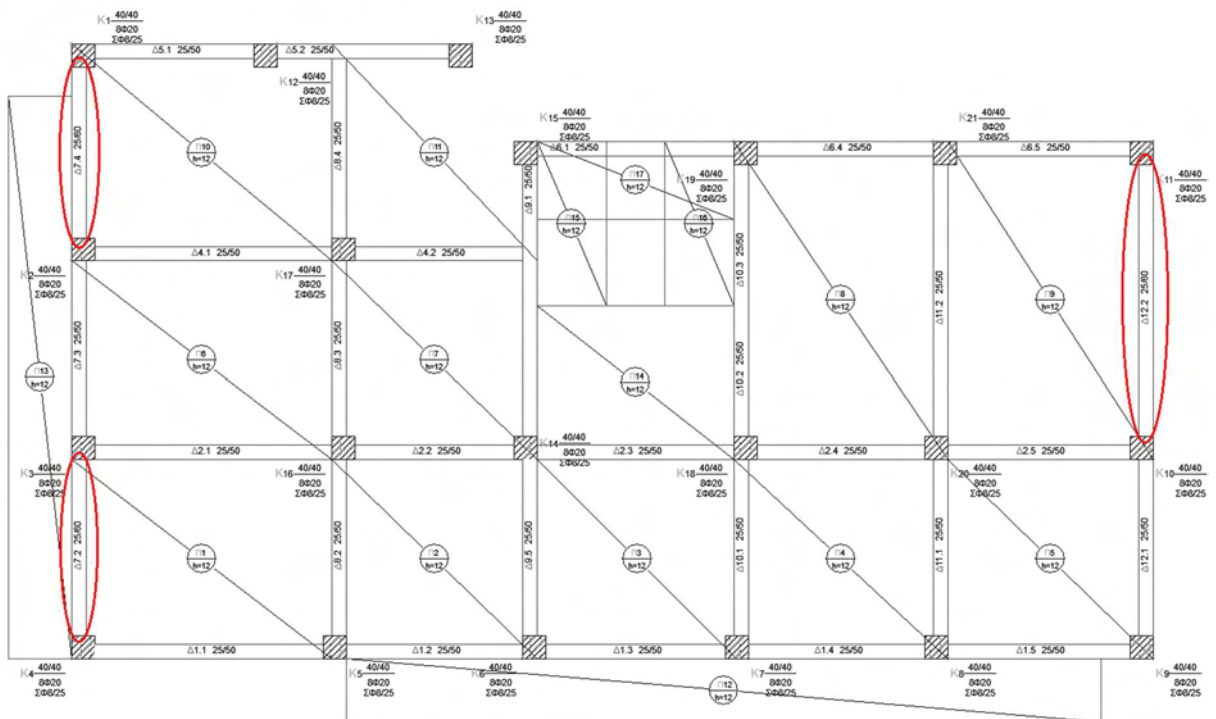 K1 40/40
8Φ20
ΣΦ8/25
K13 40/40
8Φ20
ΣΦ8/25
Δ5.1 25/50
Δ5.2 25/50
K12 40/40
8Φ20
ΣΦ8/25
Δ7.4 25/60
Π10
h=12
Δ8.4 25/50
Π11
h=12
K15 40/40
8Φ20
ΣΦ8/25
K21 40/40
8Φ20
ΣΦ8/25
Δ6.1 25/50
Δ6.4 25/50
Δ6.5 25/50
Δ9.1 25/50
Π17
h=12
K19 40/40
8Φ20
ΣΦ8/25
K11 40/40
8Φ20
ΣΦ8/25
Π15
h=12
Π16
h=12
Δ4.1 25/50
Δ4.2 25/50
K2 40/40
8Φ20
ΣΦ8/25
K17 40/40
8Φ20
ΣΦ8/25
Δ10.3 25/50
Π8
h=12
Δ11.2 25/50
Π9
h=12
Δ12.2 25/60
Π13
h=12
Δ7.3 25/50
Π6
h=12
Δ8.3 25/50
Π7
h=12
Π14
h=12
Δ10.2 25/50
Δ2.1 25/50
Δ2.2 25/50
K14 40/40
8Φ20
ΣΦ8/25
Δ2.3 25/50
Δ2.4 25/50
Δ2.5 25/50
K3 40/40
8Φ20
ΣΦ8/25
K16 40/40
8Φ20
ΣΦ8/25
K18 40/40
8Φ20
ΣΦ8/25
K20 40/40
8Φ20
ΣΦ8/25
K10 40/40
8Φ20
ΣΦ8/25
Δ7.2 25/60
Π1
h=12
Δ8.2 25/50
Π2
h=12
Δ9.5 25/50
Π3
h=12
Δ10.1 25/50
Π4
h=12
Δ11.1 25/50
Π5
h=12
Δ12.1 25/50
Δ1.1 25/50
Δ1.2 25/50
Δ1.3 25/50
Δ1.4 25/50
Δ1.5 25/50
K4 40/40
8Φ20
ΣΦ8/25
K5 40/40
8Φ20
ΣΦ8/25
K6 40/40
8Φ20
ΣΦ8/25
Π12
h=12
K7 40/40
8Φ20
ΣΦ8/25
K8 40/40
8Φ20
ΣΦ8/25
K9 40/40
8Φ20
ΣΦ8/25